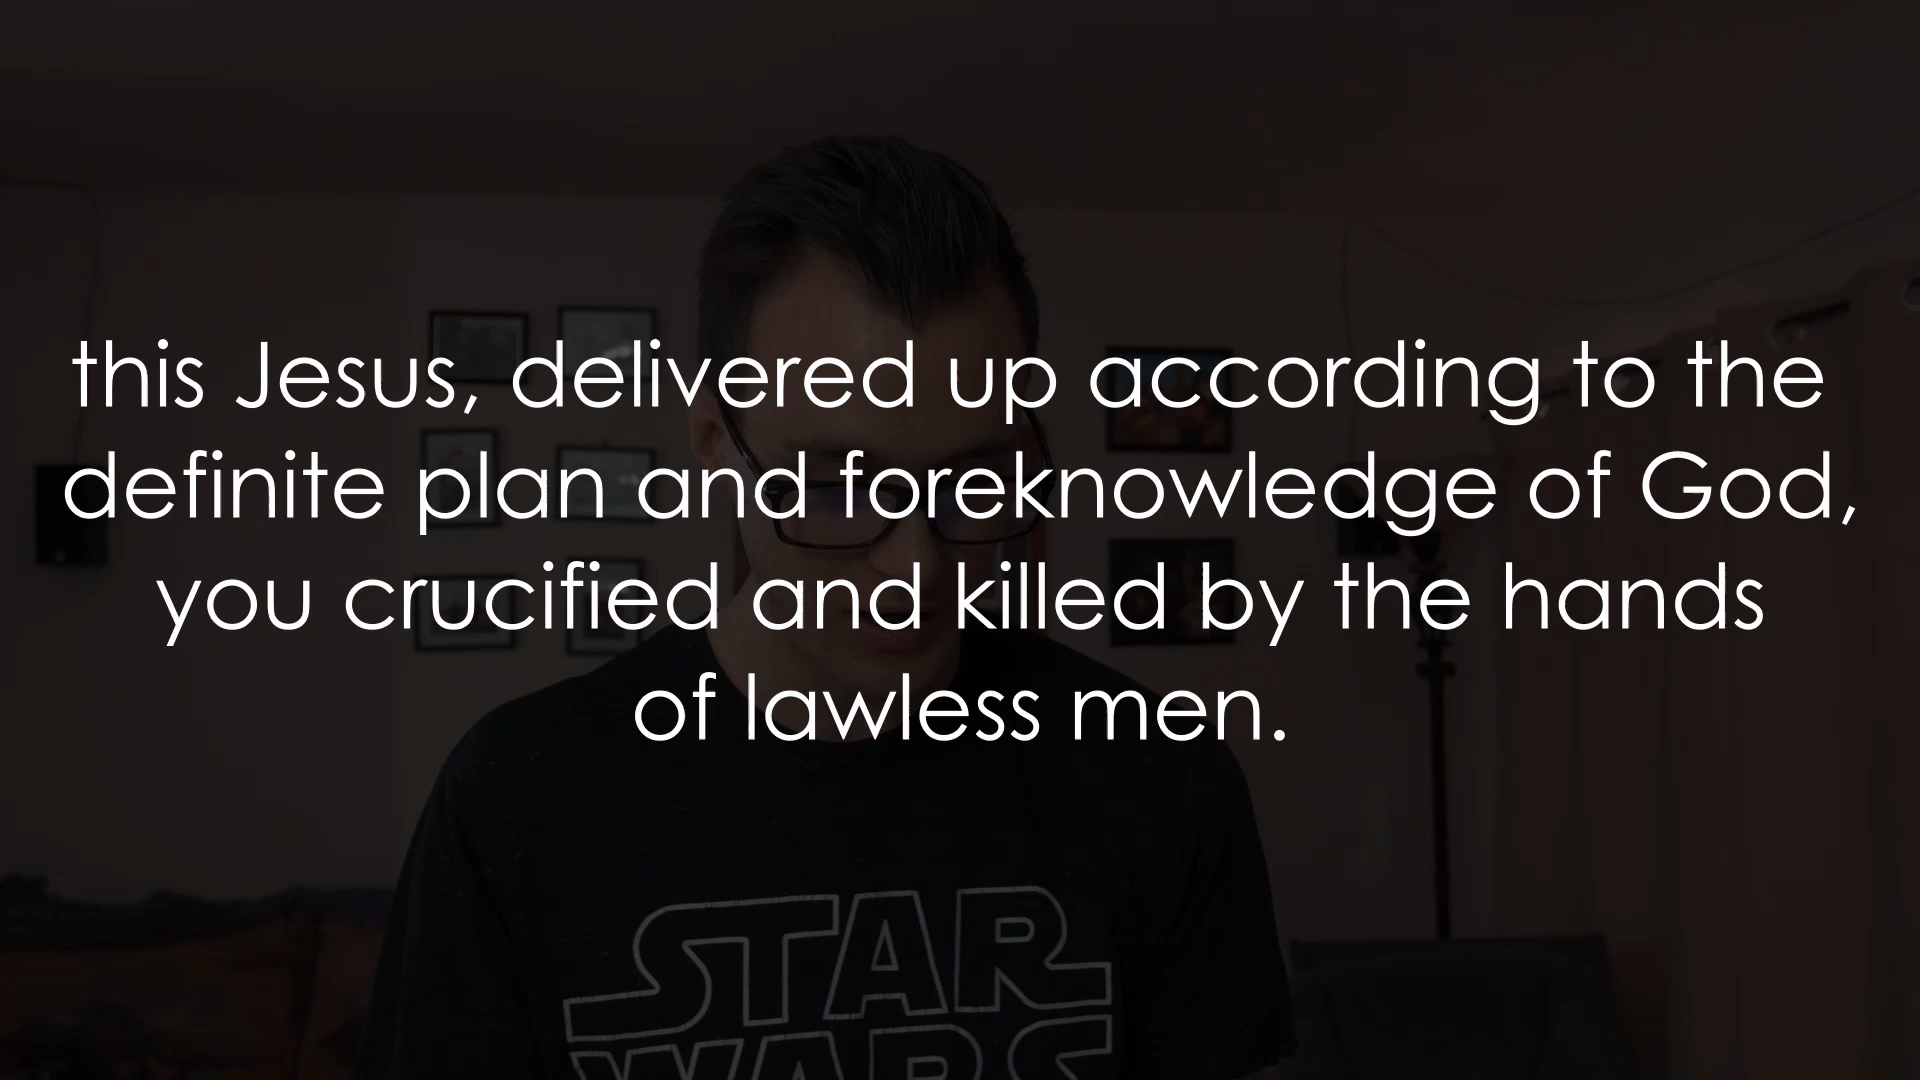 this Jesus, delivered up according to the
definite plan and foreknowledge of God,
you crucified and killed by the hands
of lawless men.
STAR
WARS